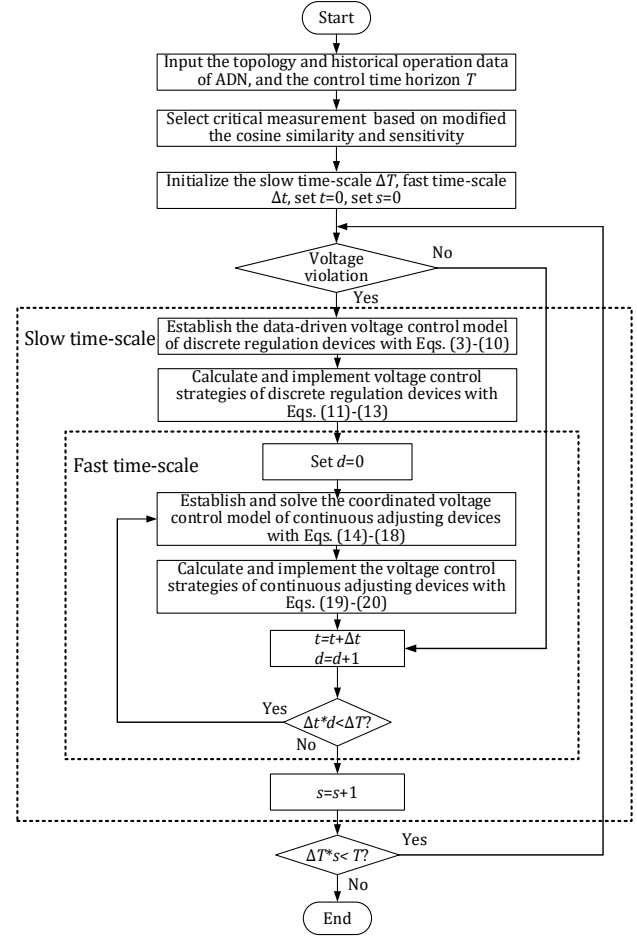 Start
Input the topology and historical operation data
of ADN, and the control time horizon T
Select critical measurement based on modified
the cosine similarity and sensitivity
Initialize the slow time-scale ΔT, fast time-scale
Δt, set t=0, set s=0
Voltage
violation
No
Yes
Slow time-scale
Establish the data-driven voltage control model
of discrete regulation devices with Eqs. (3)-(10)
Calculate and implement voltage control
strategies of discrete regulation devices with
Eqs. (11)-(13)
Fast time-scale
Set d=0
Establish and solve the coordinated voltage
control model of continuous adjusting devices
with Eqs. (14)-(18)
Calculate and implement the voltage control
strategies of continuous adjusting devices with
Eqs. (19)-(20)
t=t+Δt
d=d+1
Yes
Δt*d<ΔT?
No
s=s+1
ΔT*s< T?
Yes
No
End